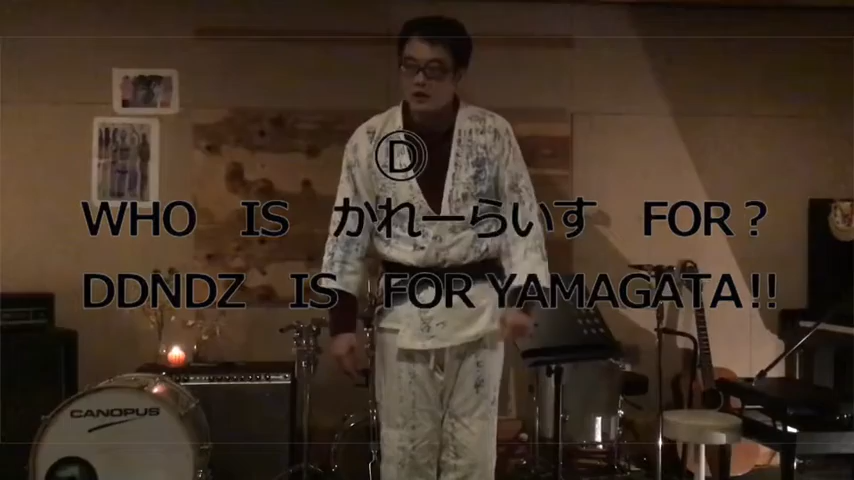 Ⓓ
WHO IS かれーらいす FOR?
DDNDZ IS FOR YAMAGATA!!
CANOPUS